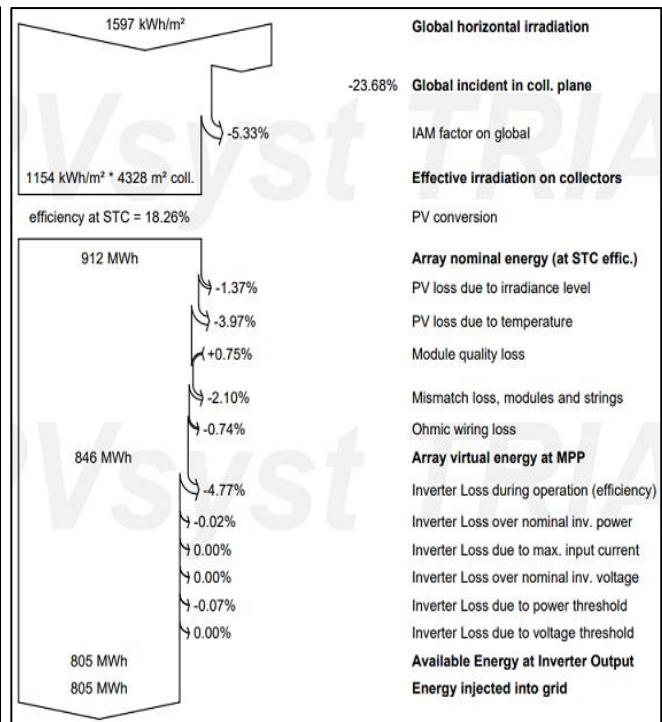 1597 kWh/m² Global horizontal irradiation
-23.68% Global incident in coll. plane
-5.33% IAM factor on global
1154 kWh/m² * 4328 m² coll. Effective irradiation on collectors
efficiency at STC = 18.26% PV conversion
912 MWh Array nominal energy (at STC effic.)
-1.37% PV loss due to irradiance level
-3.97% PV loss due to temperature
+0.75% Module quality loss
-2.10% Mismatch loss, modules and strings
-0.74% Ohmic wiring loss
846 MWh Array virtual energy at MPP
-4.77% Inverter Loss during operation (efficiency)
-0.02% Inverter Loss over nominal inv. power
0.00% Inverter Loss due to max. input current
0.00% Inverter Loss over nominal inv. voltage
-0.07% Inverter Loss due to power threshold
0.00% Inverter Loss due to voltage threshold
805 MWh Available Energy at Inverter Output
805 MWh Energy injected into grid
PVsyst TRIA
PVsyst TRIA